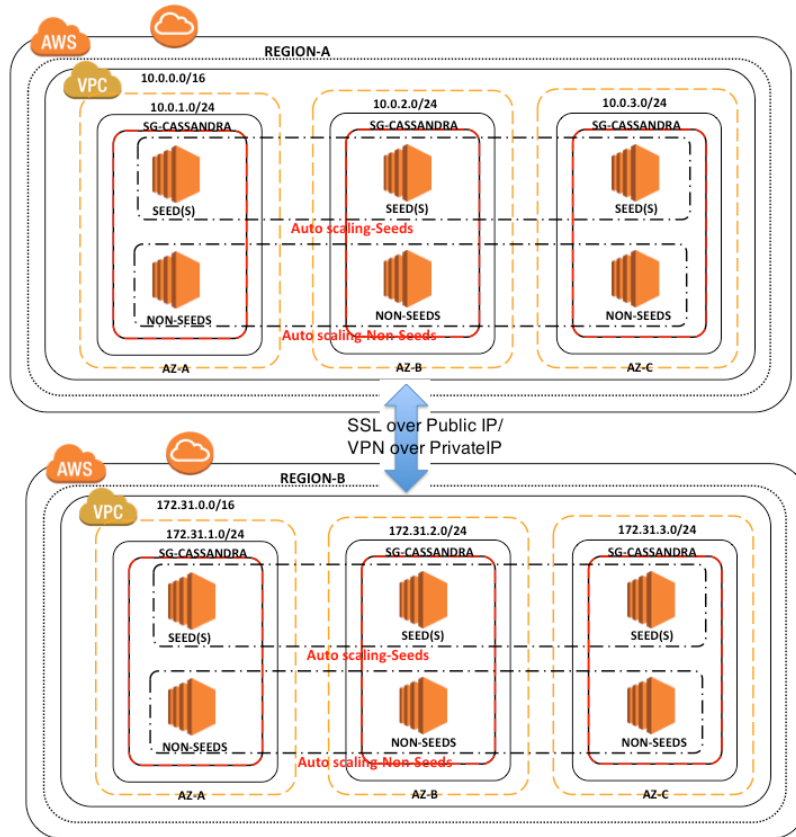 AWS
REGION-A
VPC
10.0.0.0/16
10.0.1.0/24
10.0.2.0/24
10.0.3.0/24
SG-CASSANDRA
SG-CASSANDRA
SG-CASSANDRA
SEED(S)
SEED(S)
SEED(S)
Auto scaling-Seeds
NON-SEEDS
NON-SEEDS
NON-SEEDS
Auto scaling-Non-Seeds
AZ-A
AZ-B
AZ-C
SSL over Public IP/
VPN over PrivateIP
AWS
REGION-B
VPC
172.31.0.0/16
172.31.1.0/24
172.31.2.0/24
172.31.3.0/24
SG-CASSANDRA
SG-CASSANDRA
SG-CASSANDRA
SEED(S)
SEED(S)
SEED(S)
Auto scaling-Seeds
NON-SEEDS
NON-SEEDS
NON-SEEDS
Auto scaling-Non-Seeds
AZ-A
AZ-B
AZ-C